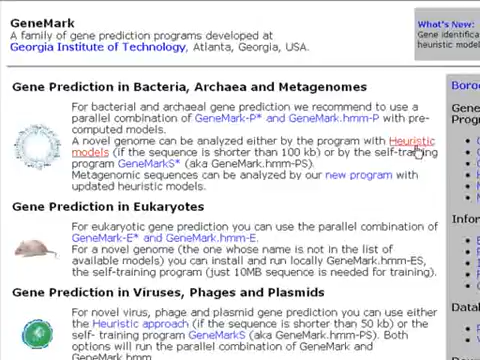 GeneMark
A family of gene prediction programs developed at
Georgia Institute of Technology, Atlanta, Georgia, USA.
What's New:
Gene identifica
heuristic model
Gene Prediction in Bacteria, Archaea and Metagenomes
For bacterial and archaeal gene prediction we recommend to use a
parallel combination of GeneMark-P* and GeneMark.hmm-P with pre-
computed models.
A novel genome can be analyzed either by the program with Heuristic
models (if the sequence is shorter than 100 kb) or by the self-training
program GeneMarkS* (aka GeneMark.hmm-PS).
Metagenomic sequences can be analyzed by our new program with
updated heuristic models.
Gene Prediction in Eukaryotes
For eukaryotic gene prediction you can use the parallel combination of
GeneMark-E* and GeneMark.hmm-E.
For a novel genome (the one whose name is not in the list of
available models) you can install and run locally GeneMark.hmm-ES,
the self-training program (just 10MB sequence is needed for training).
Gene Prediction in Viruses, Phages and Plasmids
For novel virus, phage and plasmid gene prediction you can use
either the Heuristic approach (if the sequence is shorter than 50 kb) or the
self- training program GeneMarkS (aka GeneMark.hmm-PS). Both
options will run the parallel combination of GeneMark and
GeneMark.hmm.
Boro
Gene
Progr
Infor
Data